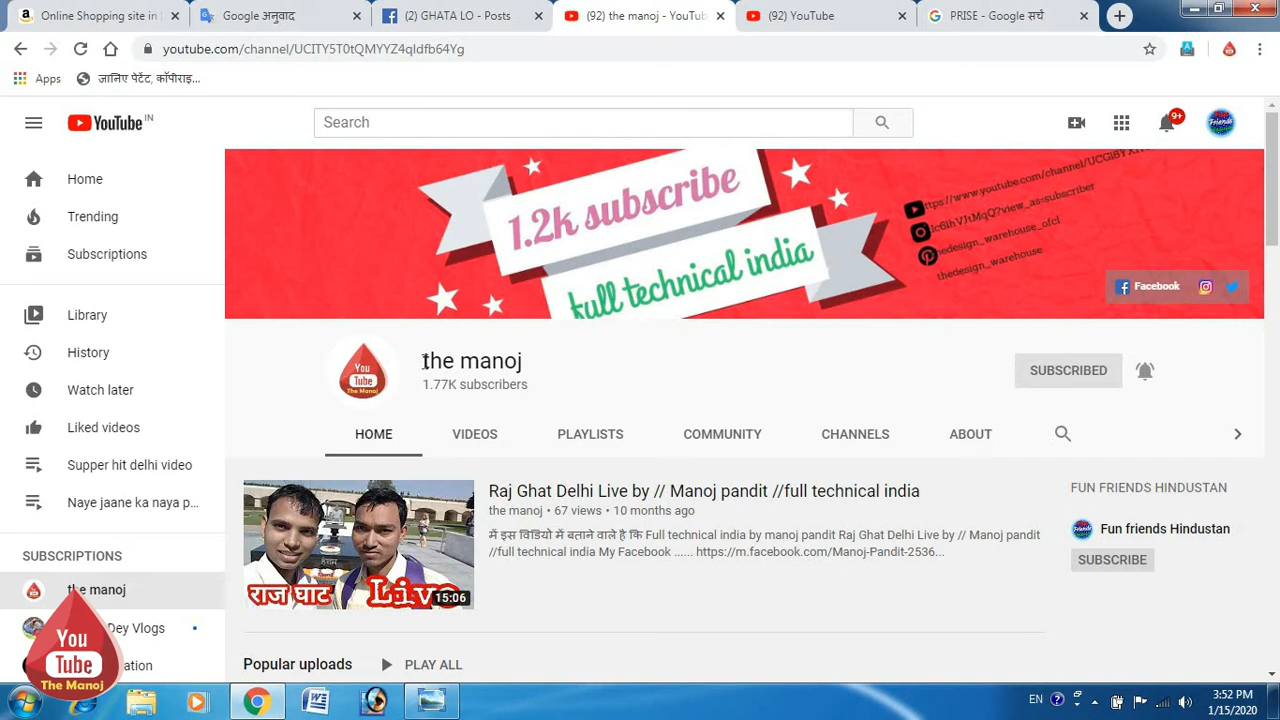 Online Shopping site in
Google अनुवाद
(2) GHATA LO - Po
(92) the manoj - YouTub
(92) YouTube
PRISE - Google सर्च
youtube.com/channel/UCITY5T0tQMYYZ4qIdfb64Yg
Apps
जानिए पेटेंट, कॉपीराइ...
YouTube IN
Search
9+
Home
Trending
Subscriptions
Library
History
Watch later
Liked videos
Supper hit delhi video
Naye jaane ka naya p...
SUBSCRIPTIONS
the manoj
Dey Vlogs
ation
You
Tube
The Manoj
1.2k subscribe
full technical india
thedesign_warehouse
Facebook
You
Tube
The Manoj
the manoj
1.77K subscribers
SUBSCRIBED
HOME
VIDEOS
PLAYLISTS
COMMUNITY
CHANNELS
ABOUT
राज घाट
Live
15:06
Raj Ghat Delhi Live by // Manoj pandit //full technical india
the manoj • 67 views • 10 months ago
में इस विडियो में बताने वाले है कि Full technical india by manoj pandit Raj Ghat Delhi Live by // Manoj pandit
//full technical india My Facebook ...... https://m.facebook.com/Manoj-Pandit-2536...
FUN FRIENDS HINDUSTAN
Fun friends Hindustan
SUBSCRIBE
Popular uploads
PLAY ALL
EN
3:52 PM
1/15/2020